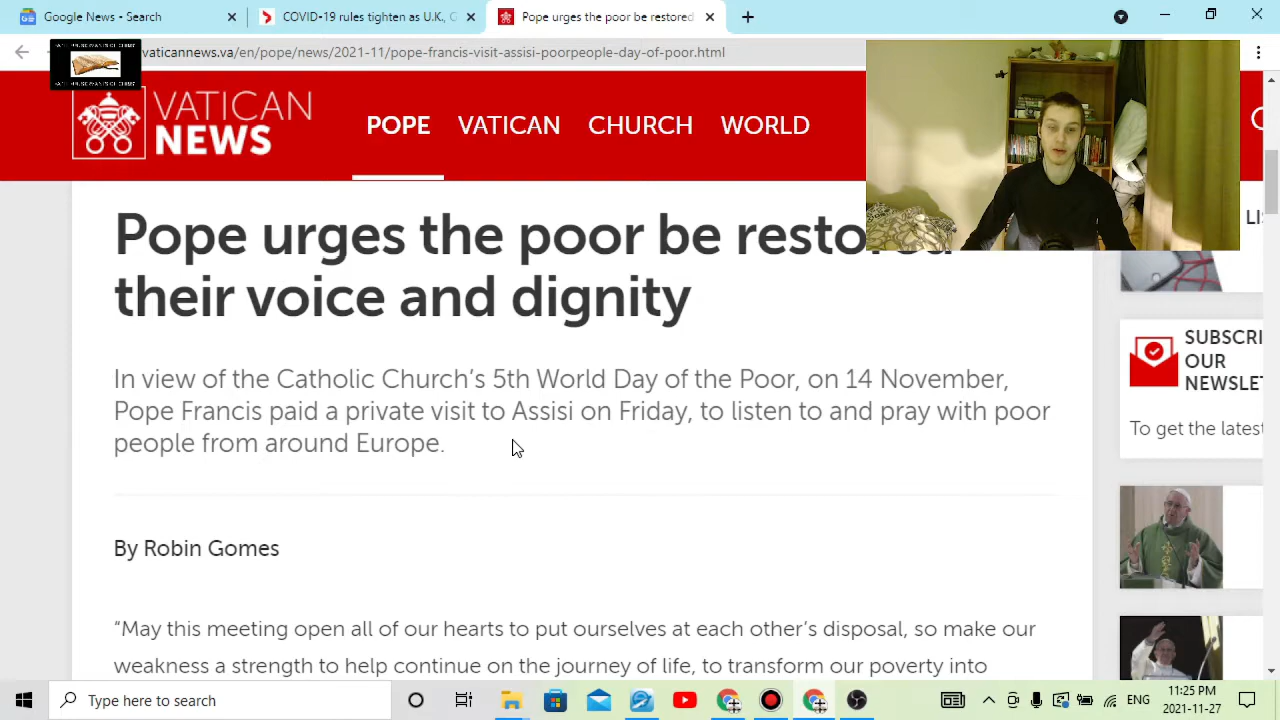 Google News - Search
COVID-19 rules tighten as U.K., G
Pope urges the poor be restored
vaticannews.va/en/pope/news/2021-11/pope-francis-visit-assisi-poorpeople-day-of-poor.html
VATICAN
NEWS
POPE VATICAN CHURCH WORLD
Pope urges the poor be restored
their voice and dignity
In view of the Catholic Church’s 5th World Day of the Poor, on 14 November,
Pope Francis paid a private visit to Assisi on Friday, to listen to and pray with poor
people from around Europe.
By Robin Gomes
“May this meeting open all of our hearts to put ourselves at each other’s disposal, so make our
weakness a strength to help continue on the journey of life, to transform our poverty into
LI
SUBSCRI
OUR
NEWSLET
To get the latest
Type here to search
ENG
11:25 PM
2021-11-27